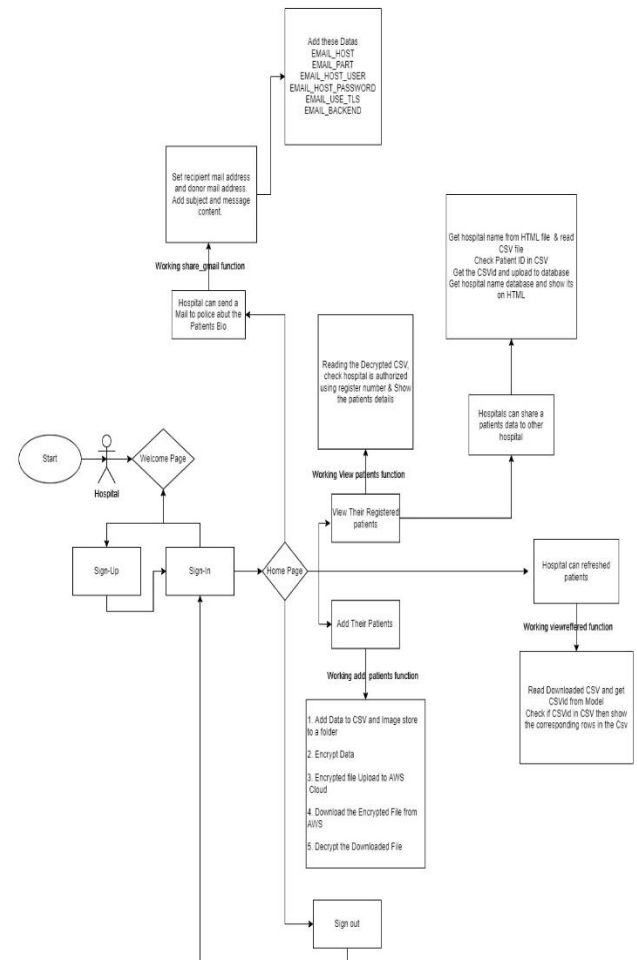 Add these Datas
EMAIL_HOST
EMAIL_PART
EMAIL_HOST_USER
EMAIL_HOST_PASSWORD
EMAIL_USE_TLS
EMAIL_BACKEND
Set recipient mail address
and donor mail address.
Add subject and message
content.
Working share_gmail function
Hospital can send a
Mail to police abut the
Patients Bio
Get hospital name from HTML file & read
CSV file
Check Patient ID in CSV
Get the CSVid and upload to database
Get hospital name database and show its
on HTML
Reading the Decrypted CSV,
check hospital is authorized
using register number & Show
the patients details
Hospitals can share a
patients data to other
hospital
Working View patients function
View Their Registered
patients
Start
Hospital
Welcome Page
Sign-Up
Sign-In
Home Page
Hospital can refreshed
patients
Add Their Patients
Working viewreffered function
Working add_patients function
Read Downloaded CSV and get
CSVid from Model
Check if CSVid in CSV then show
the corresponding rows in the Csv
1. Add Data to CSV and Image store
to a folder
2. Encrypt Data
3. Encrypted file Upload to AWS
Cloud
4. Download the Encrypted File from
AWS
5. Decrypt the Downloaded File
Sign out